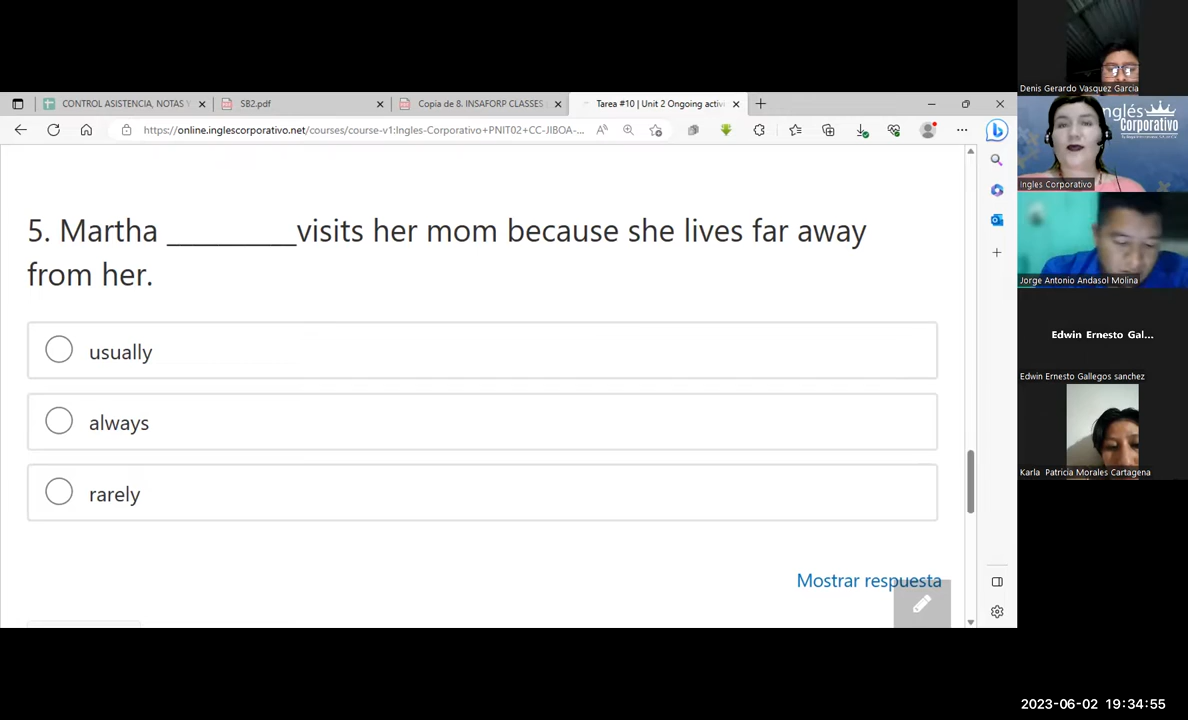 CONTROL ASISTENCIA, NOTAS Y
SB2.pdf
Copia de 8. INSAFORP CLASSES
Tarea #10 | Unit 2 Ongoing activ
https://online.inglescorporativo.net/courses/course-v1:Ingles-Corporativo+PNIT02+CC-JIBOA-...
5. Martha __________visits her mom because she lives far away
from her.
usually
always
rarely
Mostrar respuesta
Denis Gerardo Vasquez Garcia
Inglés
Corporativo
Ingles Corporativo
Jorge Antonio Andasol Molina
Edwin Ernesto Gal...
Edwin Ernesto Gallegos sanchez
Karla Patricia Morales Cartagena
2023-06-02 19:34:55